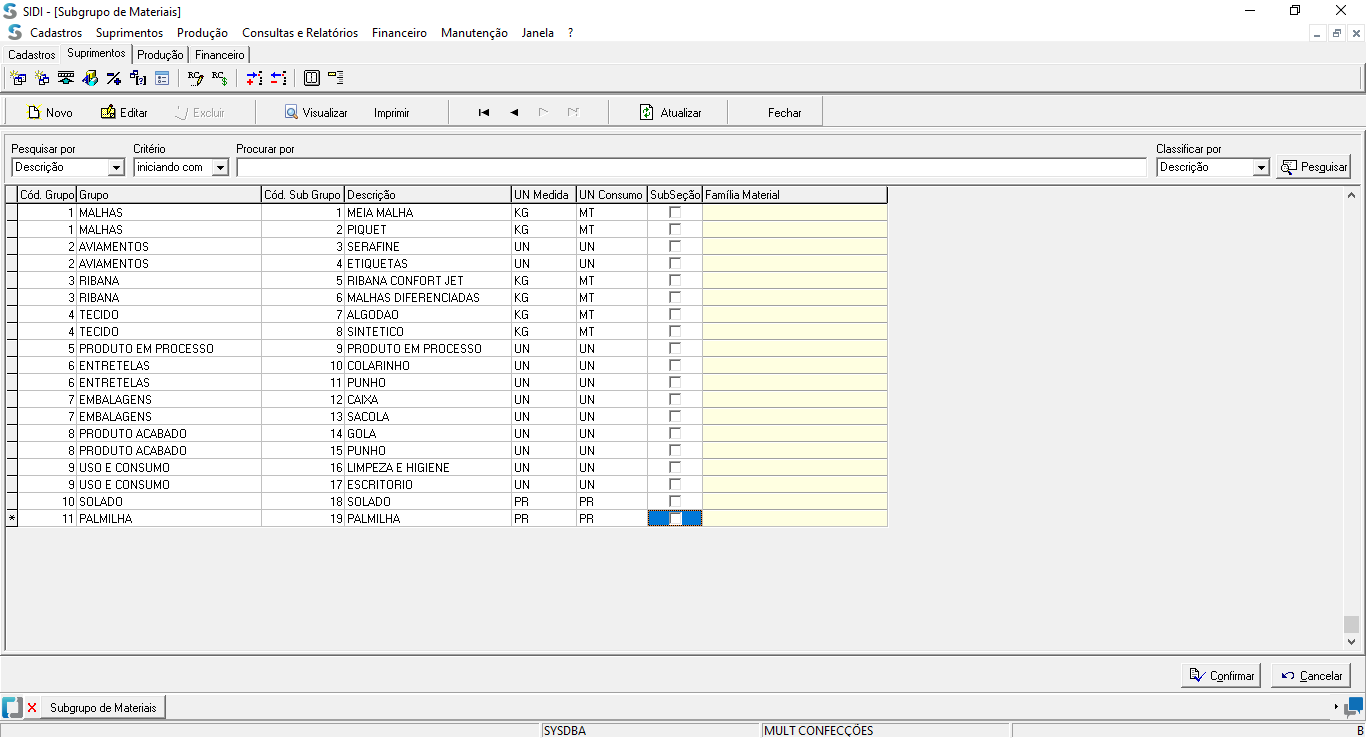 SIDI - [Subgrupo de Materiais]
Cadastros Suprimentos Produção Consultas e Relatórios Financeiro Manutenção Janela ?
Cadastros Suprimentos Produção Financeiro
Novo Editar Excluir Visualizar Imprimir Atualizar Fechar
Pesquisar por Critério Procurar por Classificar por
Descrição iniciando com Descrição Pesquisar
Cód. Grupo Grupo Cód. Sub Grupo Descrição UN Medida UN Consumo SubSeção Família Material
1 MALHAS 1 MEIA MALHA KG MT
1 MALHAS 2 PIQUET KG MT
2 AVIAMENTOS 3 SERAFINE UN UN
2 AVIAMENTOS 4 ETIQUETAS UN UN
3 RIBANA 5 RIBANA CONFORT JET KG MT
3 RIBANA 6 MALHAS DIFERENCIADAS KG MT
4 TECIDO 7 ALGODAO KG MT
4 TECIDO 8 SINTETICO KG MT
5 PRODUTO EM PROCESSO 9 PRODUTO EM PROCESSO UN UN
6 ENTRETELAS 10 COLARINHO UN UN
6 ENTRETELAS 11 PUNHO UN UN
7 EMBALAGENS 12 CAIXA UN UN
7 EMBALAGENS 13 SACOLA UN UN
8 PRODUTO ACABADO 14 GOLA UN UN
8 PRODUTO ACABADO 15 PUNHO UN UN
9 USO E CONSUMO 16 LIMPEZA E HIGIENE UN UN
9 USO E CONSUMO 17 ESCRITORIO UN UN
10 SOLADO 18 SOLADO PR PR
* 11 PALMILHA 19 PALMILHA PR PR
Confirmar Cancelar
Subgrupo de Materiais
SYSDBA MULT CONFECÇÕES B